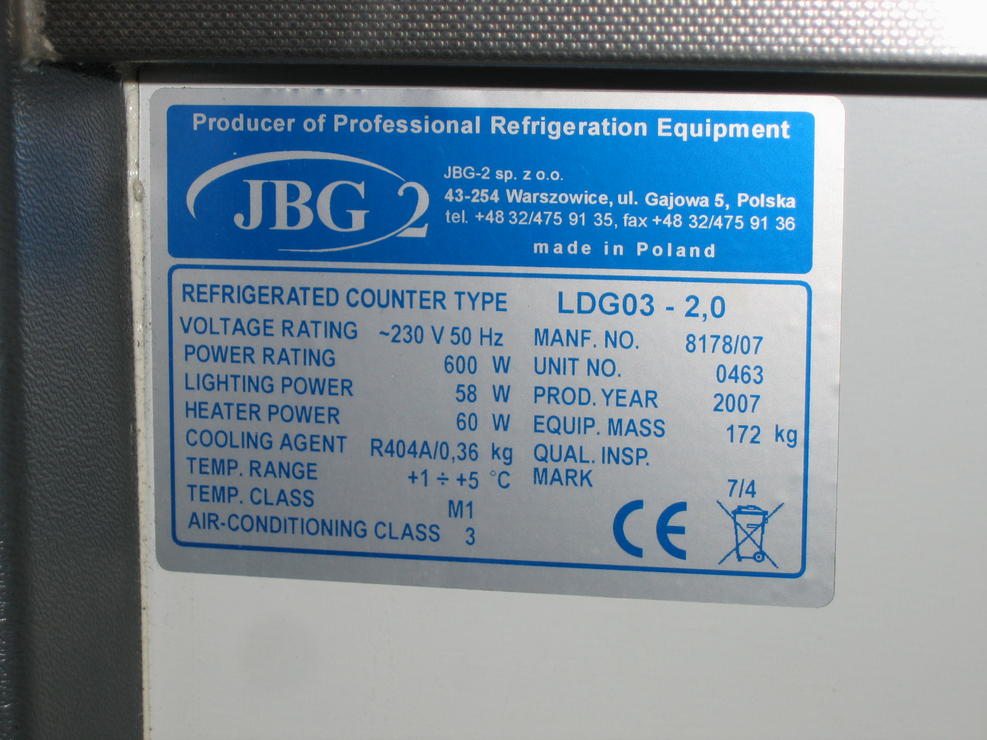 Producer of Professional Refrigeration Equipment
JBG 2
JBG-2 sp. z o.o.
43-254 Warszowice, ul. Gajowa 5, Polska
tel. +48 32/475 91 35, fax +48 32/475 91 36
made in Poland
REFRIGERATED COUNTER TYPE LDG03 - 2,0
VOLTAGE RATING ~230 V 50 Hz
POWER RATING 600 W
LIGHTING POWER 58 W
HEATER POWER 60 W
COOLING AGENT R404A/0,36 kg
TEMP. RANGE +1 ÷ +5 °C
TEMP. CLASS M1
AIR-CONDITIONING CLASS 3
MANF. NO. 8178/07
UNIT NO. 0463
PROD. YEAR 2007
EQUIP. MASS 172 kg
QUAL. INSP.
MARK 7/4
CE